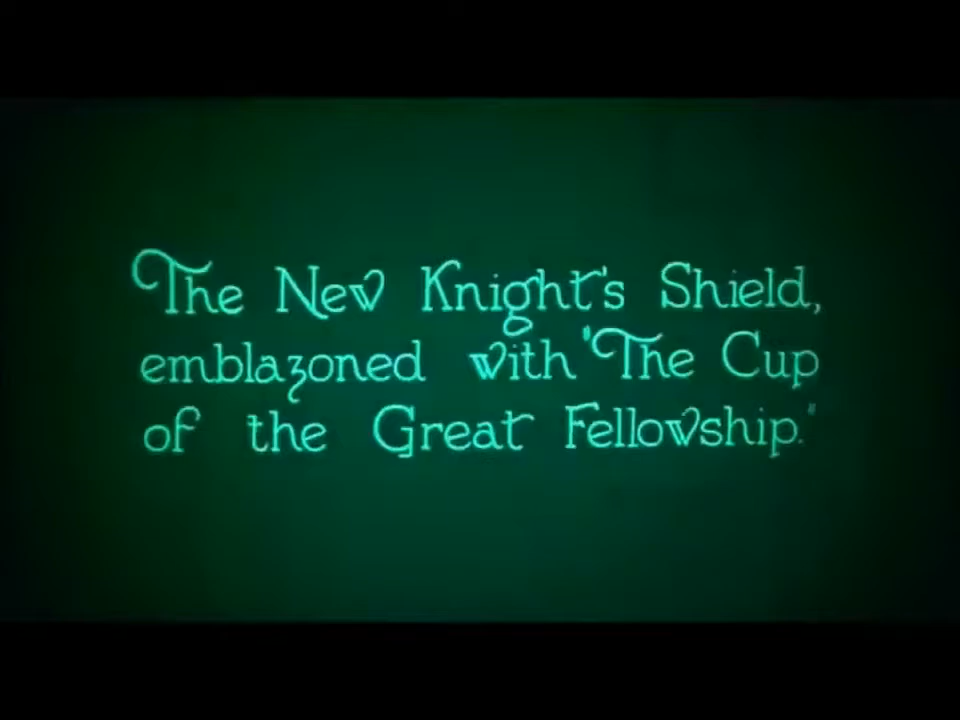 The New Knight's Shield,
emblazoned with "The Cup
of the Great Fellowship."